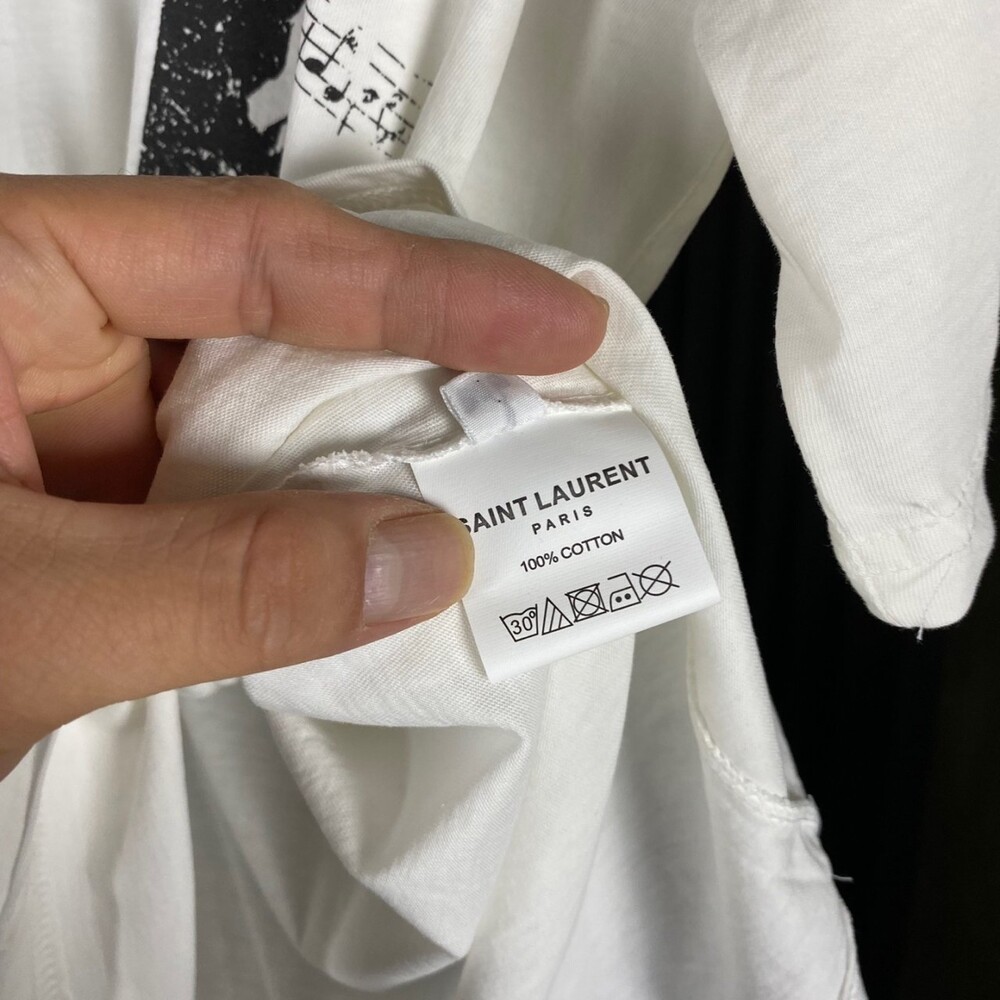 SAINT LAURENT
PARIS
100% COTTON
30°